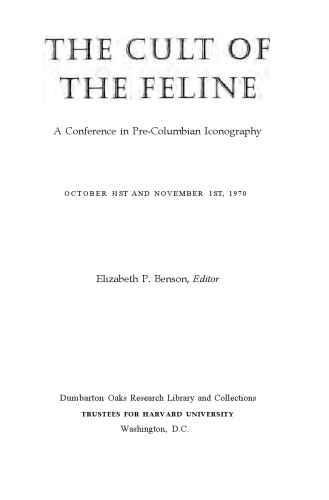 THE CULT OF
THE FELINE
A Conference in Pre-Columbian Iconography
OCTOBER 31ST AND NOVEMBER 1ST, 1970
Elizabeth P. Benson, Editor
Dumbarton Oaks Research Library and Collections
TRUSTEES FOR HARVARD UNIVERSITY
Washington, D.C.